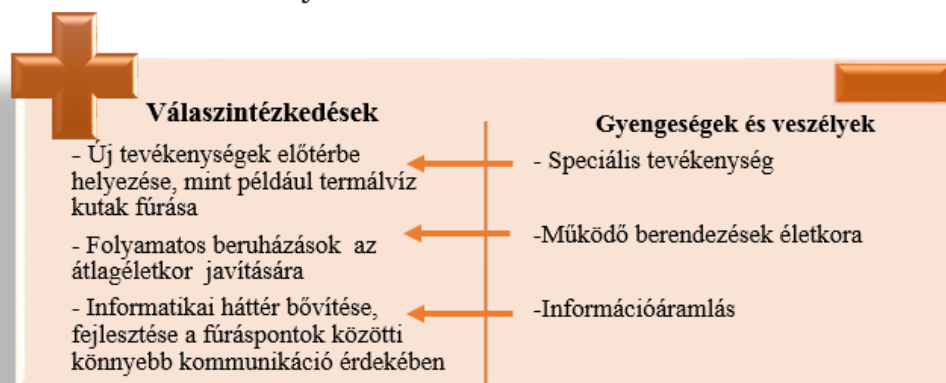 Válaszintézkedések
- Új tevékenységek előtérbe
helyezése, mint például termálvíz
kutak fúrása
- Folyamatos beruházások az
átlagéletkor javítására
- Informatikai háttér bővítése,
fejlesztése a fúráspontok közötti
könnyebb kommunikáció érdekében
Gyengeségek és veszélyek
- Speciális tevékenység
-Működő berendezések életkora
-Információáramlás